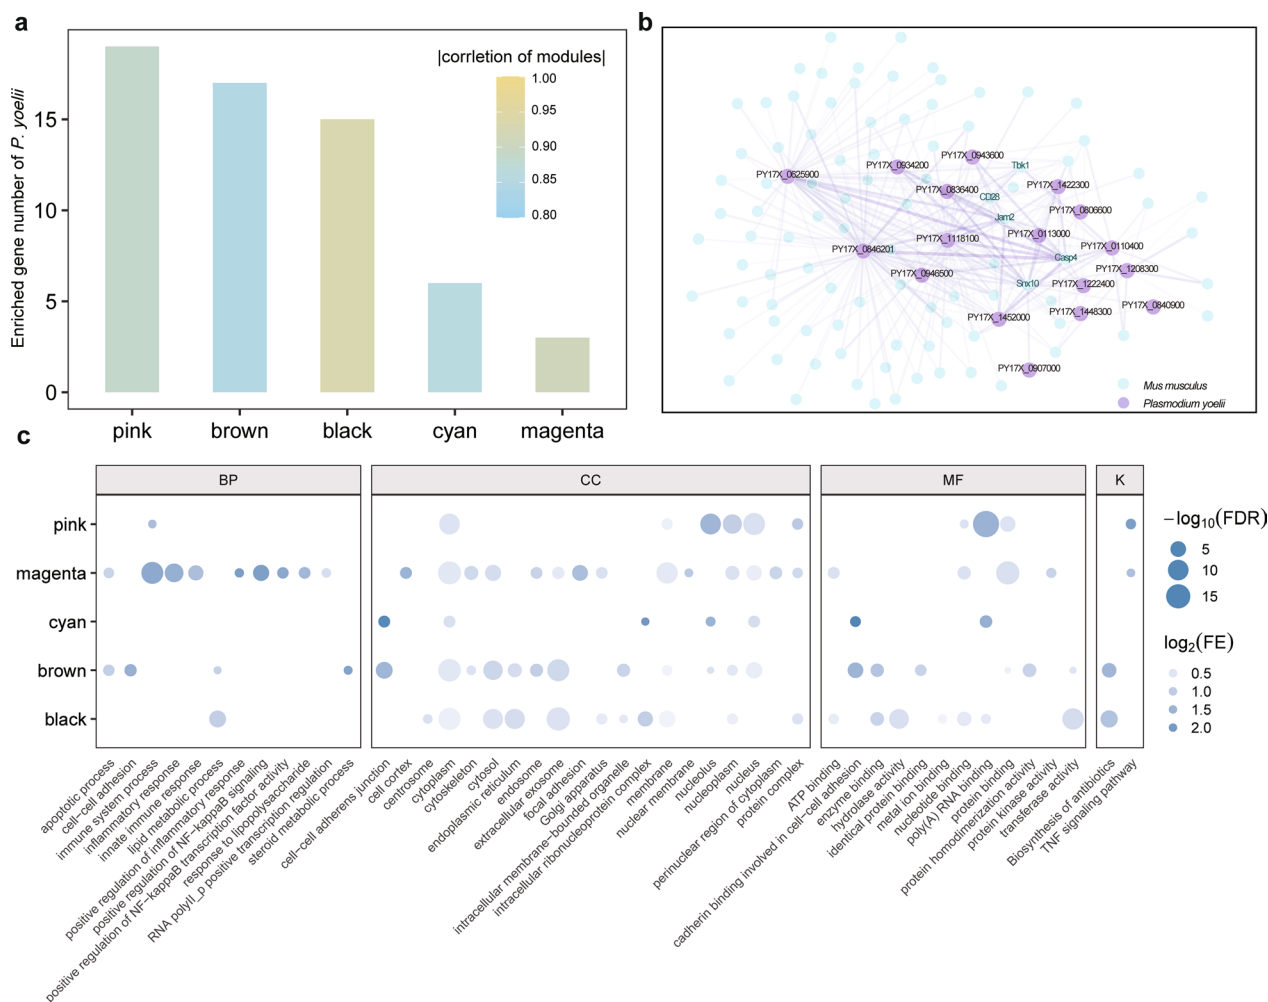 a
Enriched gene number of P. yoelii
15
10
5
0
pink
brown
black
cyan
magenta
|corrletion of modules|
1.00
0.95
0.90
0.85
0.80
b
PY17X_0943600
PY17X_0934200
Tbk1
PY17X_0625900
PY17X_0836400
PY17X_1422300
CD28
PY17X_0806600
Jam2
PY17X_0113000
PY17X_1118100
PY17X_0846201
PY17X_0110400
Casp4
PY17X_1208300
PY17X_0946500
Snx10
PY17X_1222400
PY17X_0840900
PY17X_1452000
PY17X_1448300
PY17X_0907000
Mus musculus
Plasmodium yoelii
c
BP
CC
MF
K
pink
magenta
cyan
brown
black
−log10(FDR)
5
10
15
log2(FE)
0.5
1.0
1.5
2.0
apoptotic process
cell−cell adhesion
immune system process
inflammatory response
innate immune response
lipid metabolic process
positive regulation of inflammatory response
positive regulation of NF−kappaB signaling
positive regulation of NF−kappaB transcription factor activity
response to lipopolysaccharide
RNA polyII_p positive transcription regulation
steroid metabolic process
cell−cell adherens junction
cell cortex
centrosome
cytoplasm
cytoskeleton
cytosol
endoplasmic reticulum
endosome
extracellular exosome
focal adhesion
Golgi apparatus
intracellular membrane−bounded organelle
intracellular ribonucleoprotein complex
membrane
nuclear membrane
nucleolus
nucleoplasm
nucleus
perinuclear region of cytoplasm
protein complex
ATP binding
cadherin binding involved in cell−cell adhesion
enzyme binding
hydrolase activity
identical protein binding
metal ion binding
nucleotide binding
poly(A) RNA binding
protein binding
protein homodimerization activity
protein kinase activity
transferase activity
Biosynthesis of antibiotics
TNF signaling pathway